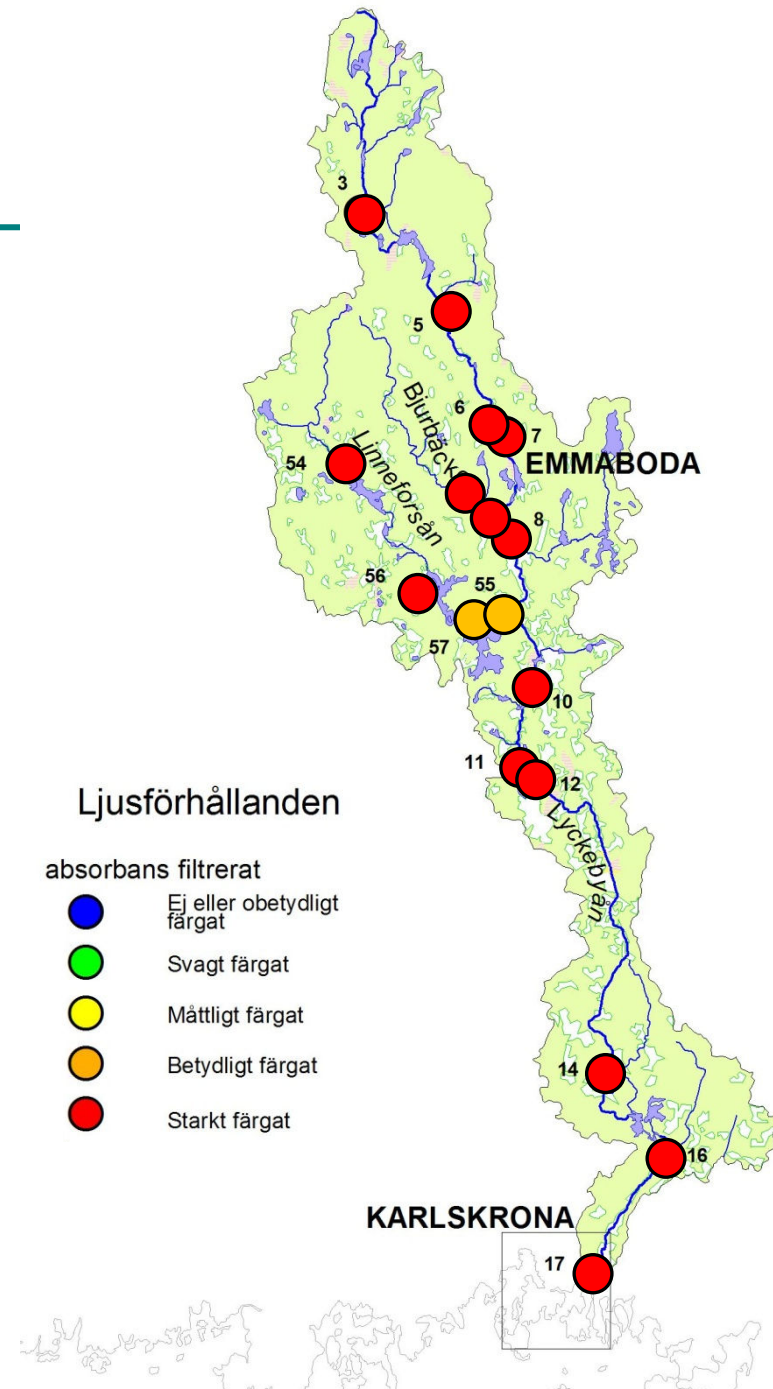 3
5
6
7
Bjurbäcke
EMMABODA
54
Linneforsån
8
56
55
57
10
11
12
Ljusförhållanden
Lyckebyån
absorbans filtrerat
Ej eller obetydligt
färgat
Svagt färgat
Måttligt färgat
Betydligt färgat
Starkt färgat
14
16
KARLSKRONA
17